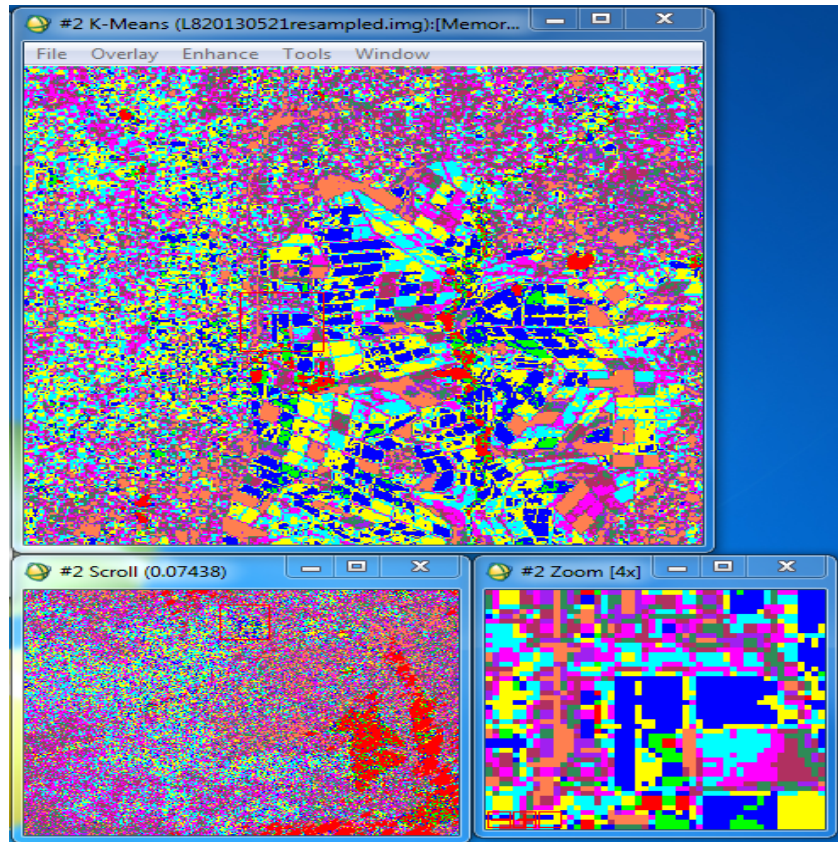 #2 K-Means (L820130521resampled.img):[Memor...
File Overlay Enhance Tools Window
#2 Scroll (0.07438)
#2 Zoom [4x]